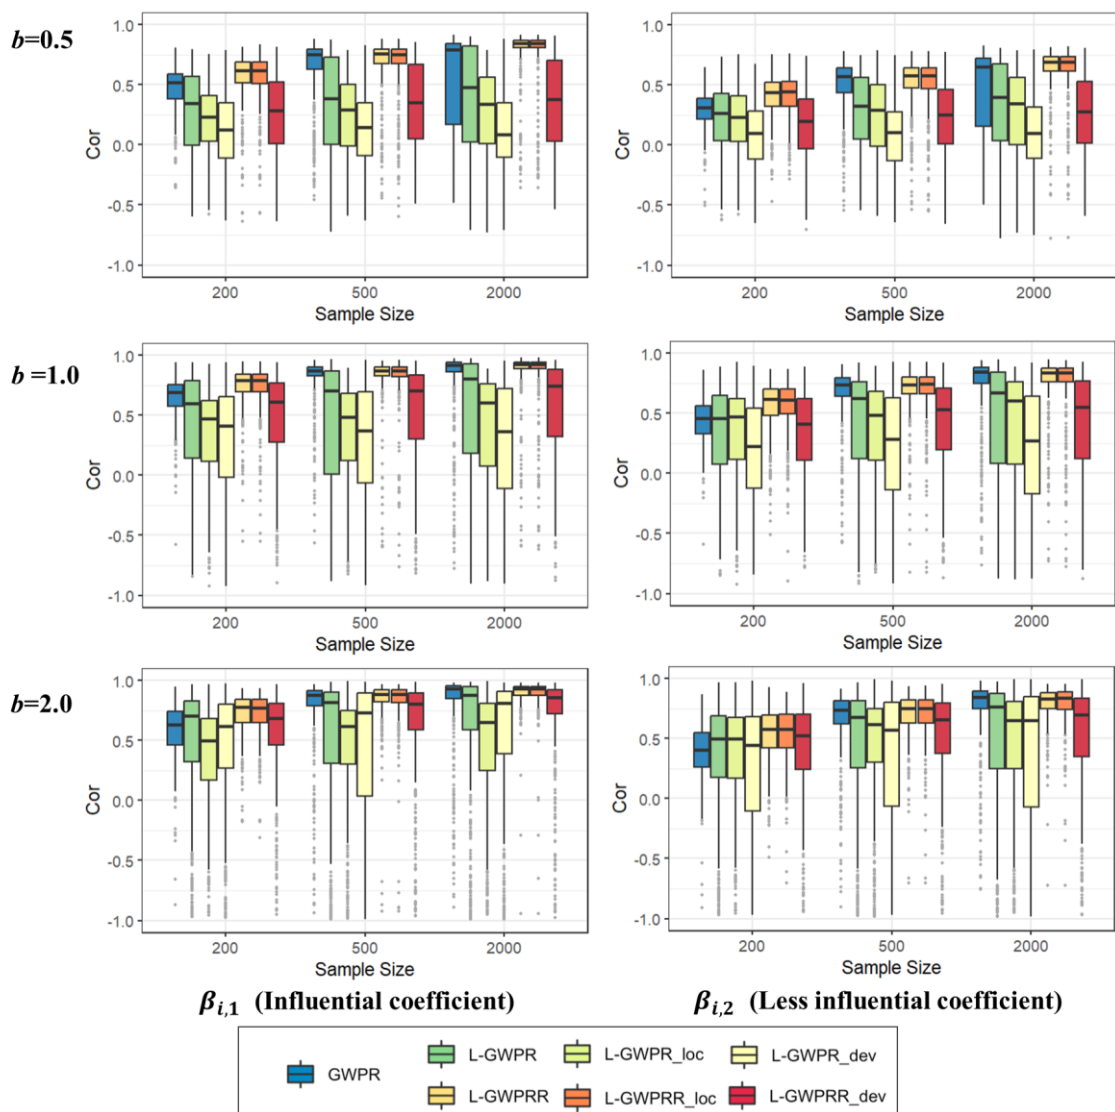 b=0.5
1.0
0.5
0.0
-0.5
-1.0
Cor
200 500 2000
Sample Size
1.0
0.5
0.0
-0.5
-1.0
Cor
200 500 2000
Sample Size
b =1.0
1.0
0.5
0.0
-0.5
-1.0
Cor
200 500 2000
Sample Size
1.0
0.5
0.0
-0.5
-1.0
Cor
200 500 2000
Sample Size
b=2.0
1.0
0.5
0.0
-0.5
-1.0
Cor
200 500 2000
Sample Size
1.0
0.5
0.0
-0.5
-1.0
Cor
200 500 2000
Sample Size
β_{i,1} (Influential coefficient)
β_{i,2} (Less influential coefficient)
GWPR
L-GWPR L-GWPR_loc L-GWPR_dev
L-GWPRR L-GWPRR_loc L-GWPRR_dev